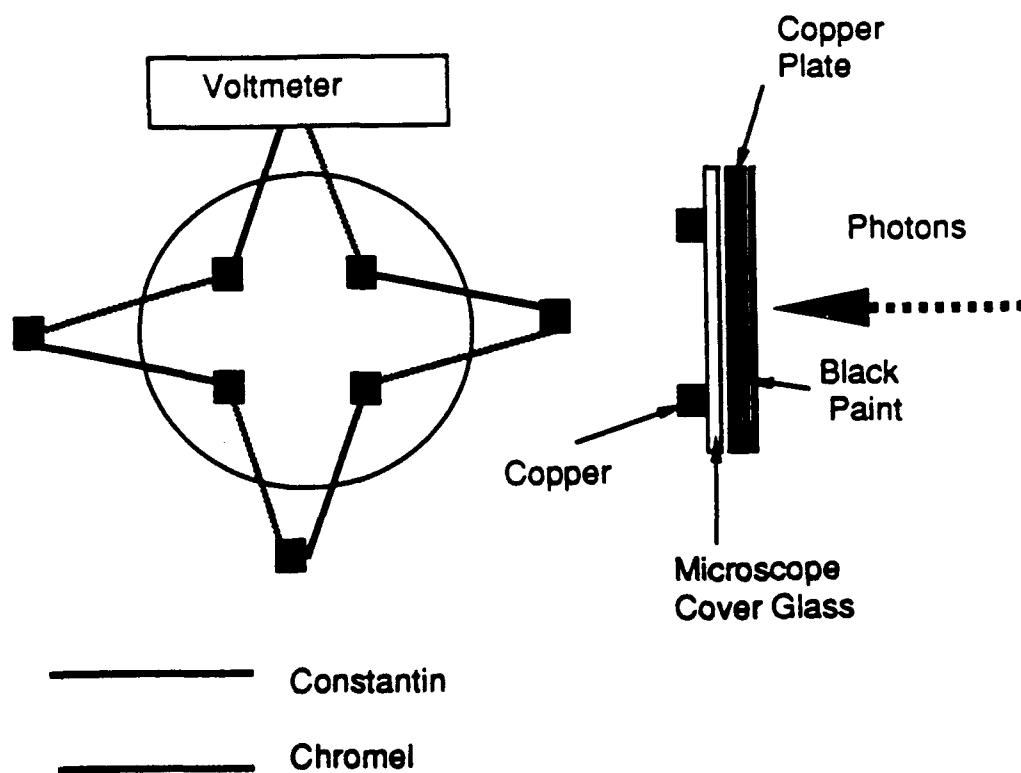 Voltmeter
Copper
Plate
Photons
Black
Paint
Copper
Microscope
Cover Glass
Constantin
Chromel